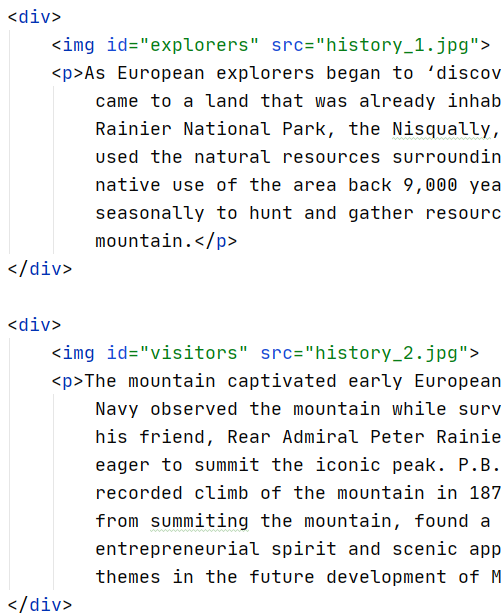 <div>
<img id="explorers" src="history_1.jpg">
<p>As European explorers began to ‘discov
came to a land that was already inhab
Rainier National Park, the Nisqually,
used the natural resources surroundin
native use of the area back 9,000 yea
seasonally to hunt and gather resourc
mountain.</p>
</div>
<div>
<img id="visitors" src="history_2.jpg">
<p>The mountain captivated early European
Navy observed the mountain while surv
his friend, Rear Admiral Peter Rainie
eager to summit the iconic peak. P.B.
recorded climb of the mountain in 187
from summiting the mountain, found a
entrepreneurial spirit and scenic app
themes in the future development of M
</div>